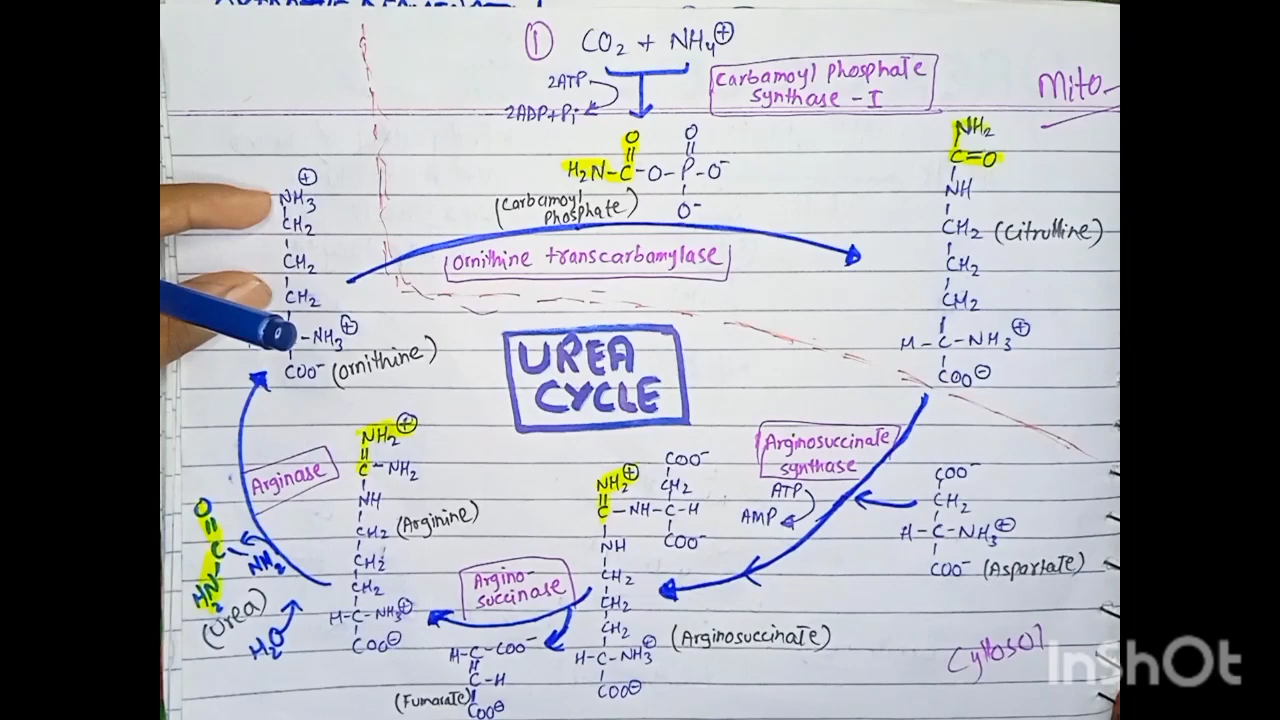 ① CO₂ + NH₄⊕
2ATP
2ADP+Pi
Carbamoyl phosphate
synthase-I
Mito-
O
||
H₂N-C-O-P-O⁻
O
||
O⁻
(Carbamoyl
phosphate)
Ornithine transcarbamylase
NH₂
C=O
NH
CH₂
CH₂
CH₂
H-C-NH₃⊕
COO⊖
(Citrulline)
⊕
NH₃
CH₂
CH₂
CH₂
-NH₃⊕
COO⁻
(Ornithine)
UREA
CYCLE
Arginosuccinate
synthase
ATP
AMP
COO⁻
CH₂
H-C-NH₃⊕
COO⁻
(Aspartate)
NH₂⊕
||
C-NH-C-H
COO⁻
CH₂
COO⁻
NH
CH₂
CH₂
CH₂
H-C-NH₃⊕
COO⊖
(Arginosuccinate)
Argino-
succinase
H-C-COO⁻
||
C-H
COO⊖
(Fumarate)
NH₂⊕
||
C-NH₂
NH
CH₂
CH₂
CH₂
H-C-NH₃⊕
COO⊖
(Arginine)
Arginase
O
||
C
NH₂
H₂N
(Urea)
H₂O
Cytosol
InShOt